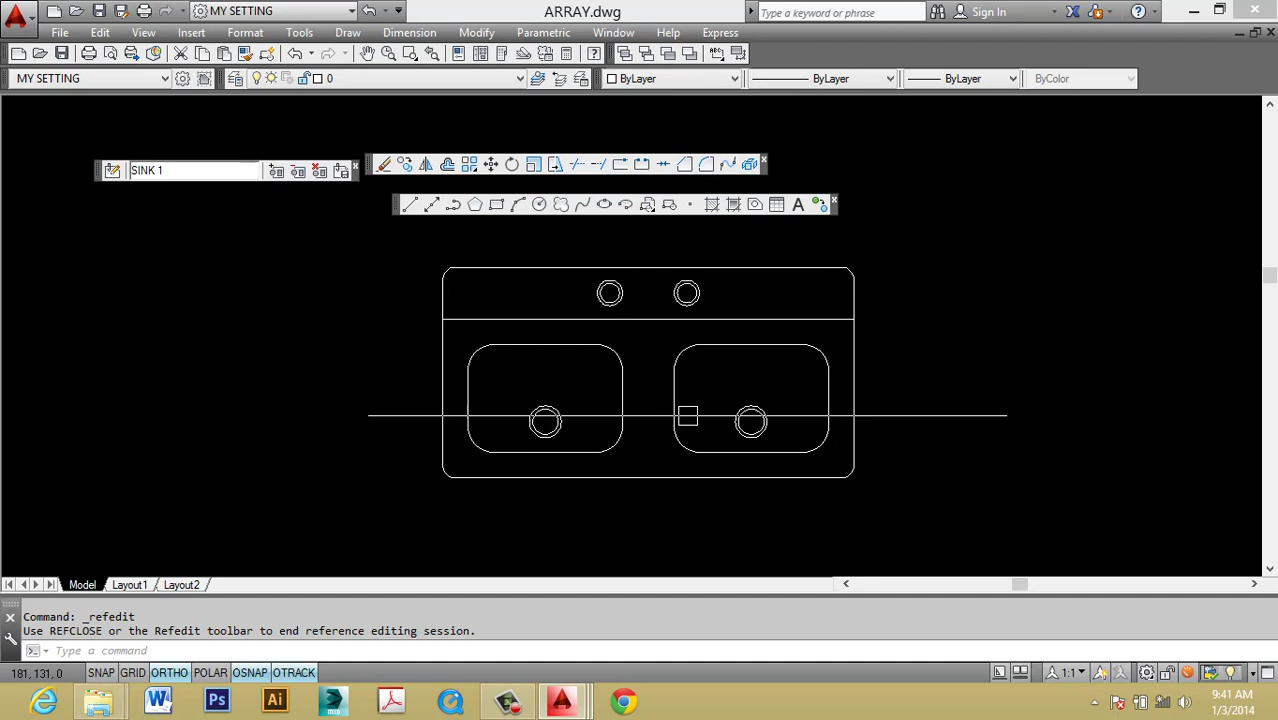 MY SETTING
ARRAY.dwg
Type a keyword or phrase
Sign In
File Edit View Insert Format Tools Draw Dimension Modify Parametric Window Help Express
MY SETTING
0
ByLayer
ByLayer
ByLayer
ByColor
SINK 1
A
Model Layout1 Layout2
Command: _refedit
Use REFCLOSE or the Refedit toolbar to end reference editing session.
Type a command
181, 131, 0
SNAP GRID ORTHO POLAR OSNAP OTRACK
1:1
W
Ps
Ai
9:41 AM
1/3/2014